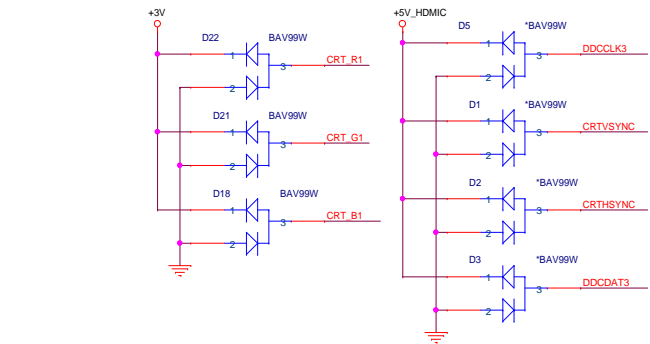 +3V
D22 BAV99W
1
3 CRT_R1
2
D21 BAV99W
1
3 CRT_G1
2
D18 BAV99W
1
3 CRT_B1
2
+5V_HDMIC
D5 *BAV99W
1
3 DDCCLK3
2
D1 *BAV99W
1
3 CRTVSYNC
2
D2 *BAV99W
1
3 CRTHSYNC
2
D3 *BAV99W
1
3 DDCDAT3
2